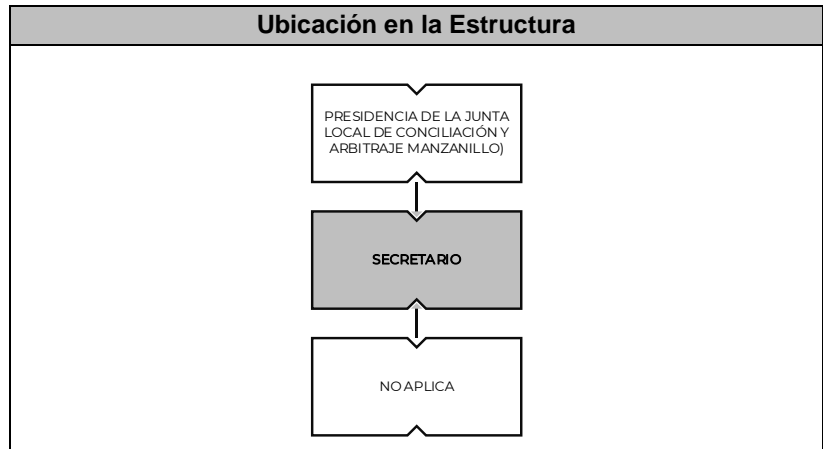 Ubicación en la Estructura
PRESIDENCIA DE LA JUNTA
LOCAL DE CONCILIACIÓN Y
ARBITRAJE MANZANILLO)
SECRETARIO
NO APLICA